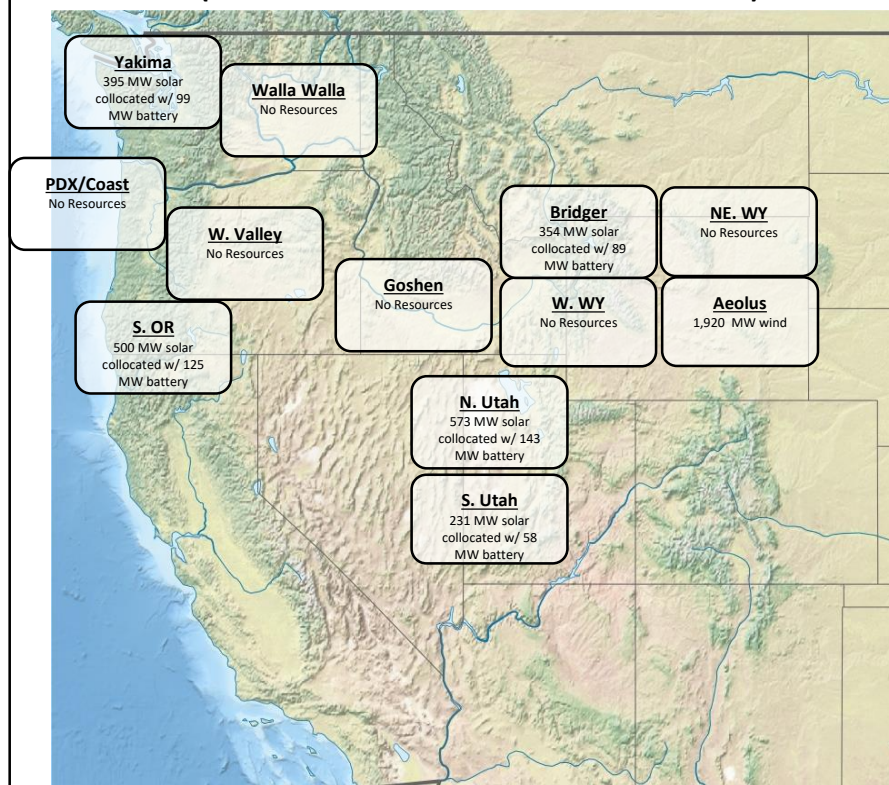 Yakima
395 MW solar
collocated w/ 99
MW battery
Walla Walla
No Resources
PDX/Coast
No Resources
W. Valley
No Resources
S. OR
500 MW solar
collocated w/ 125
MW battery
Goshen
No Resources
Bridger
354 MW solar
collocated w/ 89
MW battery
NE. WY
No Resources
W. WY
No Resources
Aeolus
1,920 MW wind
N. Utah
573 MW solar
collocated w/ 143
MW battery
S. Utah
231 MW solar
collocated w/ 58
MW battery